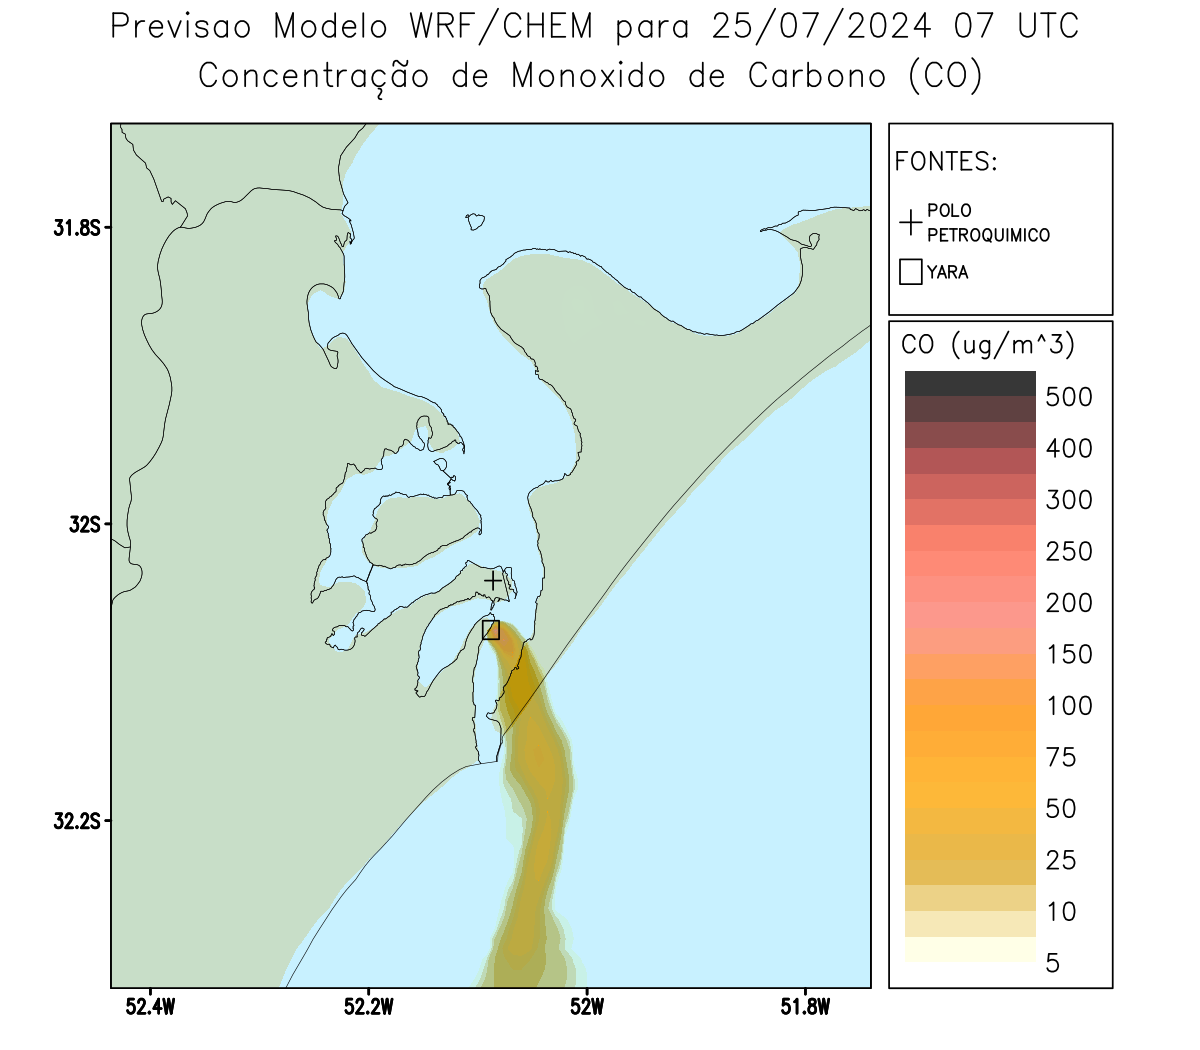 Previsao Modelo WRF/CHEM para 25/07/2024 07 UTC
Concentração de Monoxido de Carbono (CO)
FONTES:
POLO
PETROQUIMICO
YARA
CO (ug/m^3)
500
400
300
250
200
150
100
75
50
25
10
5
31.8S
32S
32.2S
52.4W
52.2W
52W
51.8W